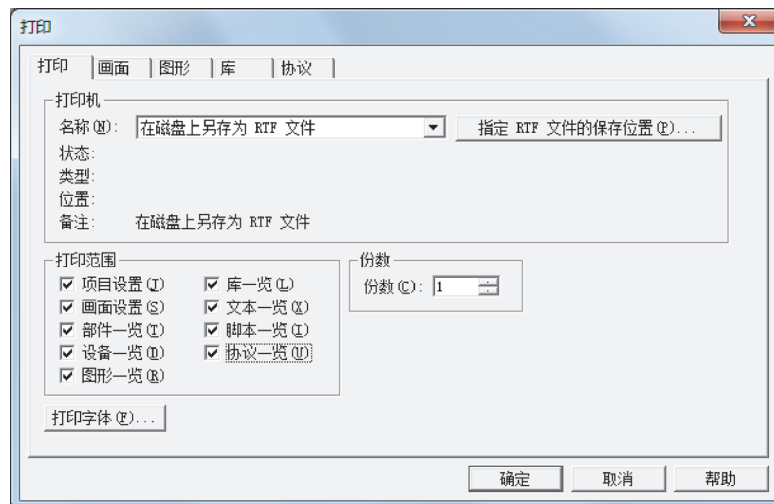 打印
打印 画面 图形 库 协议
打印机
名称(N): 在磁盘上另存为 RTF 文件 指定 RTF 文件的保存位置(P)...
状态:
类型:
位置:
备注: 在磁盘上另存为 RTF 文件
打印范围 份数
项目设置(J) 库一览(L) 份数(C): 1
画面设置(S) 文本一览(X)
部件一览(T) 脚本一览(I)
设备一览(D) 协议一览(U)
图形一览(R)
打印字体(F)...
确定 取消 帮助